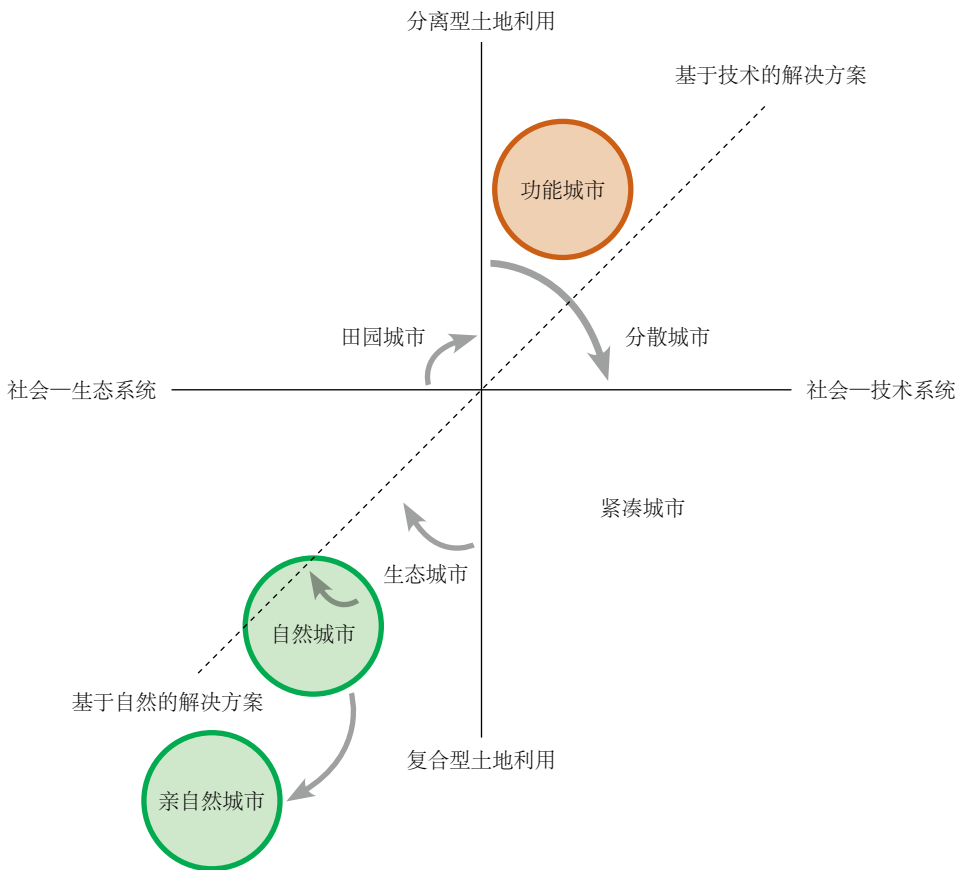 分离型土地利用
基于技术的解决方案
功能城市
田园城市
分散城市
社会—生态系统
社会—技术系统
紧凑城市
生态城市
自然城市
基于自然的解决方案
复合型土地利用
亲自然城市